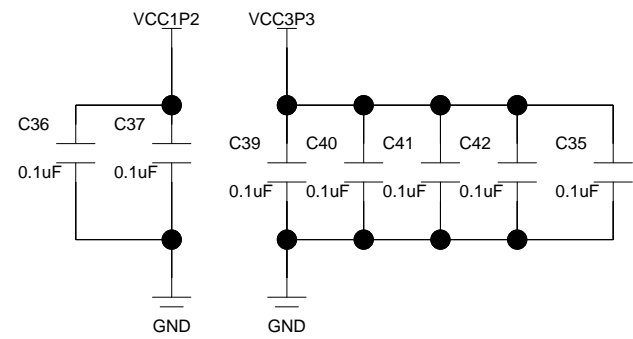 VCC1P2 VCC3P3
C36 C37
0.1uF 0.1uF
C39 C40 C41 C42 C35
0.1uF 0.1uF 0.1uF 0.1uF 0.1uF
GND GND